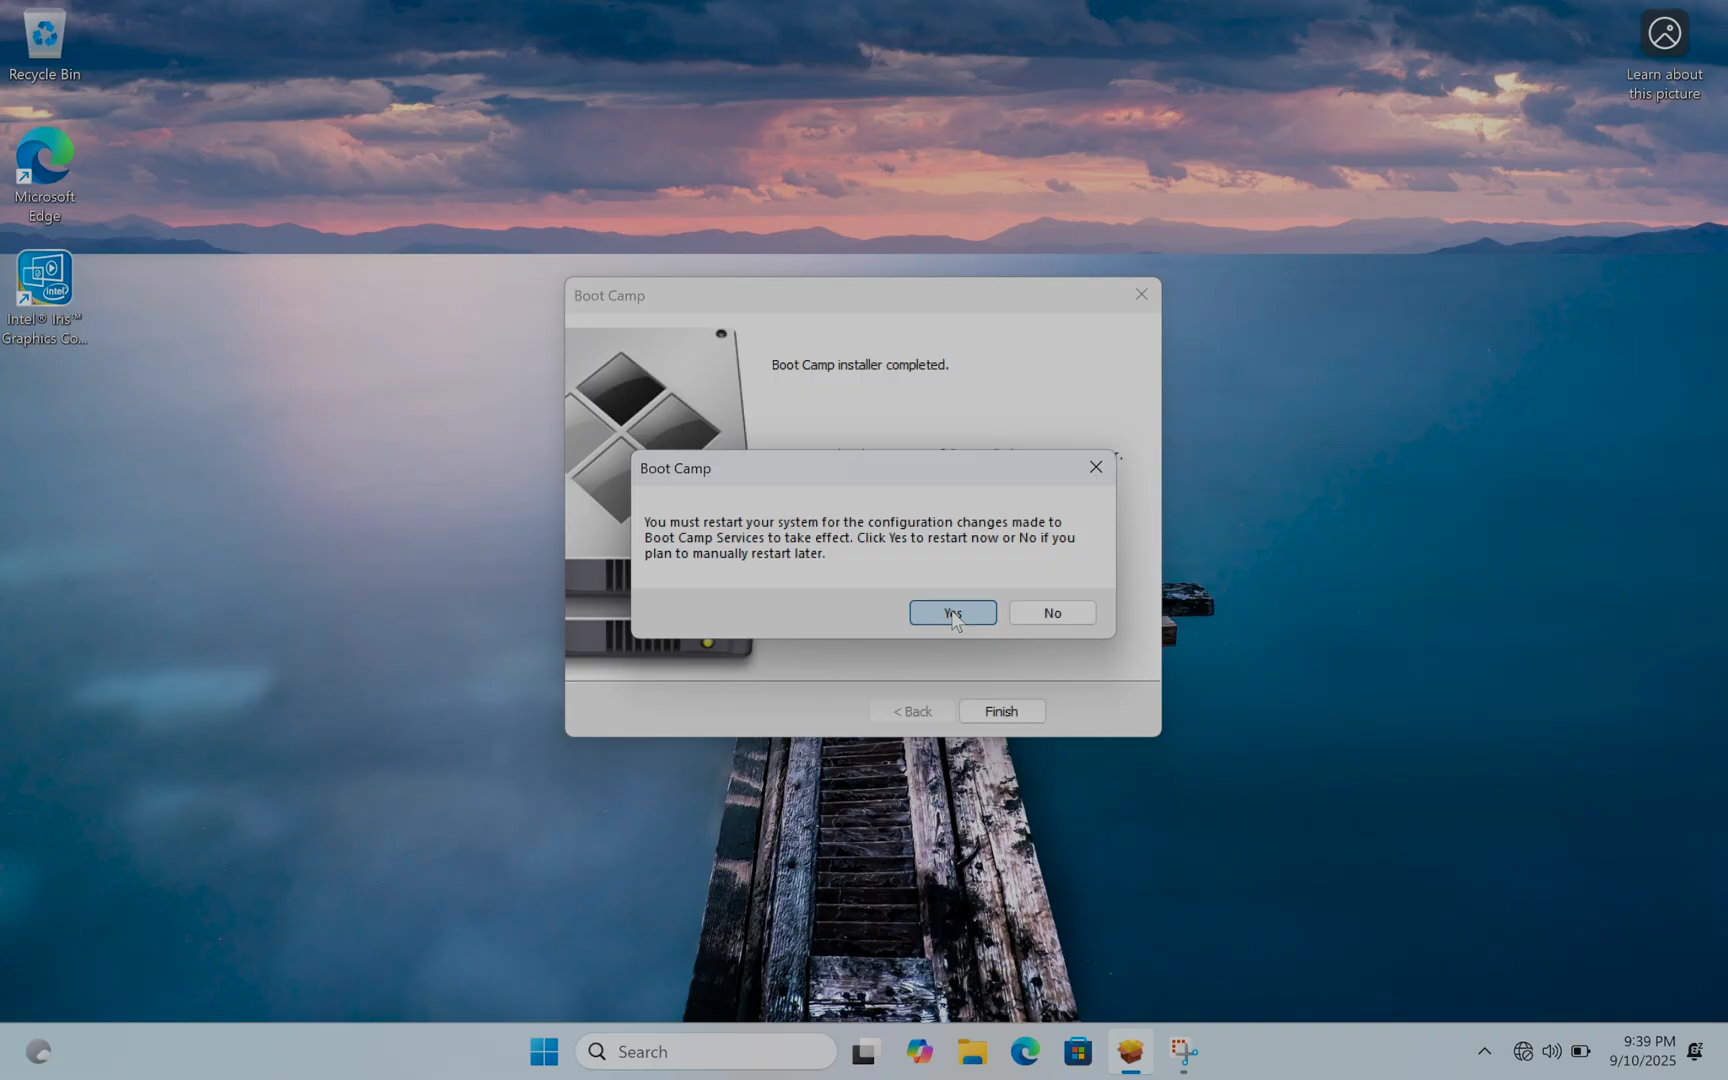 Recycle Bin
Learn about
this picture
Microsoft
Edge
intel
Intel® Iris™
Graphics Co...
Boot Camp
Boot Camp installer completed.
Boot Camp
You must restart your system for the configuration changes made to
Boot Camp Services to take effect. Click Yes to restart now or No if you
plan to manually restart later.
Yes
No
< Back
Finish
Search
9:39 PM
9/10/2025